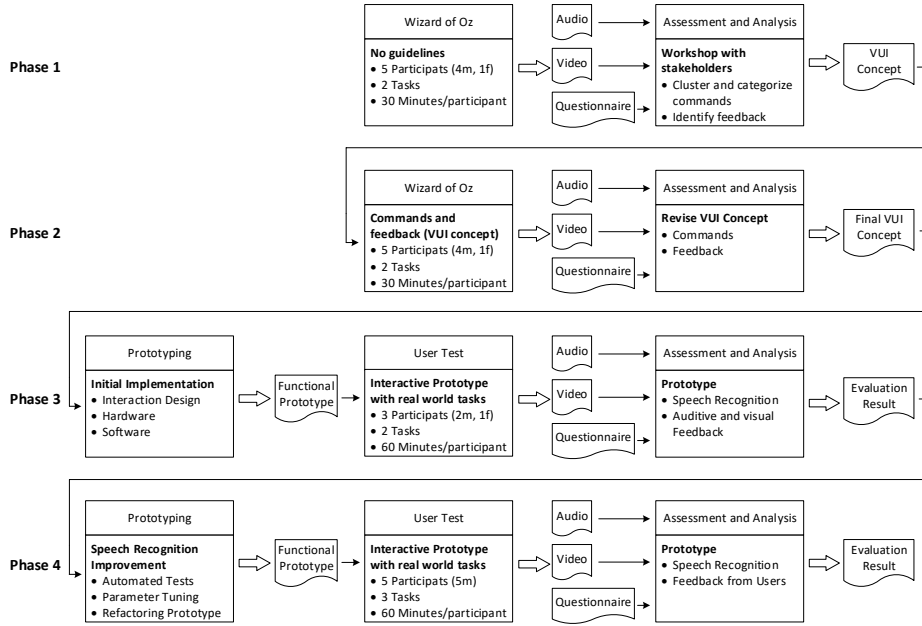 Phase 1
Wizard of Oz
No guidelines
• 5 Participats (4m, 1f)
• 2 Tasks
• 30 Minutes/participant
Audio
Video
Questionnaire
Assessment and Analysis
Workshop with
stakeholders
• Cluster and categorize
commands
• Identify feedback
VUI
Concept
Phase 2
Wizard of Oz
Commands and
feedback (VUI concept)
• 5 Participats (4m, 1f)
• 2 Tasks
• 30 Minutes/participant
Audio
Video
Questionnaire
Assessment and Analysis
Revise VUI Concept
• Commands
• Feedback
Final VUI
Concept
Phase 3
Prototyping
Initial Implementation
• Interaction Design
• Hardware
• Software
Functional
Prototype
User Test
Interactive Prototype
with real world tasks
• 3 Participats (2m, 1f)
• 2 Tasks
• 60 Minutes/participant
Audio
Video
Questionnaire
Assessment and Analysis
Prototype
• Speech Recognition
• Auditive and visual
Feedback
Evaluation
Result
Phase 4
Prototyping
Speech Recognition
Improvement
• Automated Tests
• Parameter Tuning
• Refactoring Prototype
Functional
Prototype
User Test
Interactive Prototype
with real world tasks
• 5 Participats (5m)
• 3 Tasks
• 60 Minutes/participant
Audio
Video
Questionnaire
Assessment and Analysis
Prototype
• Speech Recognition
• Feedback from Users
Evaluation
Result